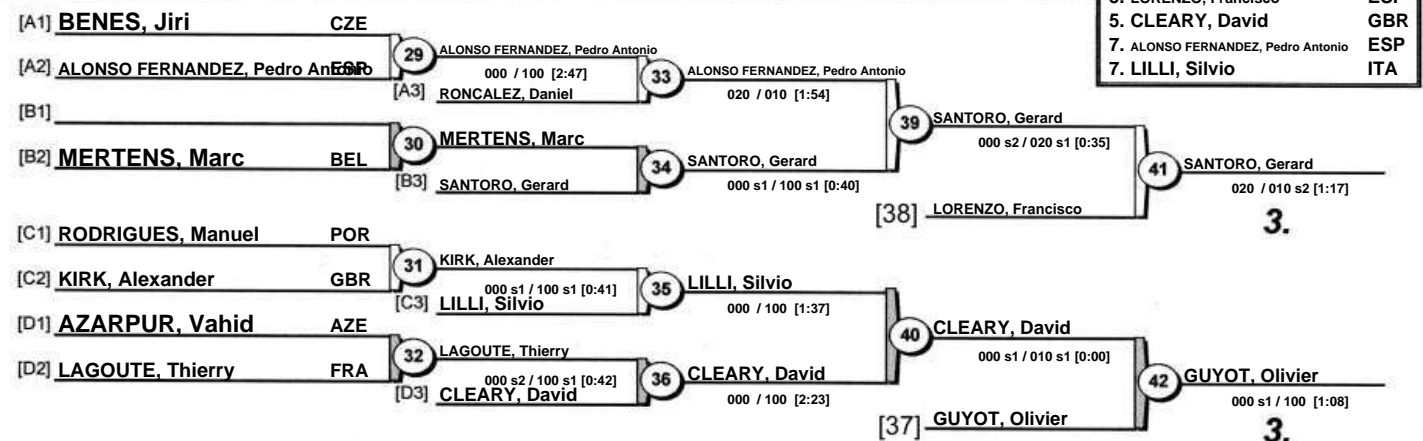 5. LORENZO, Francisco ESP
5. CLEARY, David GBR
7. ALONSO FERNANDEZ, Pedro Antonio ESP
7. LILLI, Silvio ITA
[A1] BENES, Jiri CZE
[A2] ALONSO FERNANDEZ, Pedro Antonio ESP
29
ALONSO FERNANDEZ, Pedro Antonio
000 / 100 [2:47]
[A3] RONCALEZ, Daniel
33
ALONSO FERNANDEZ, Pedro Antonio
020 / 010 [1:54]
[B1]
[B2] MERTENS, Marc BEL
30
MERTENS, Marc
[B3] SANTORO, Gerard
34
SANTORO, Gerard
000 s1 / 100 s1 [0:40]
39
SANTORO, Gerard
000 s2 / 020 s1 [0:35]
[38] LORENZO, Francisco
41
SANTORO, Gerard
020 / 010 s2 [1:17]
3.
[C1] RODRIGUES, Manuel POR
[C2] KIRK, Alexander GBR
31
KIRK, Alexander
000 s1 / 100 s1 [0:41]
[C3] LILLI, Silvio
35
LILLI, Silvio
000 / 100 [1:37]
[D1] AZARPUR, Vahid AZE
[D2] LAGOUTE, Thierry FRA
32
LAGOUTE, Thierry
000 s2 / 100 s1 [0:42]
[D3] CLEARY, David
36
CLEARY, David
000 / 100 [2:23]
40
CLEARY, David
000 s1 / 010 s1 [0:00]
[37] GUYOT, Olivier
42
GUYOT, Olivier
000 s1 / 100 [1:08]
3.